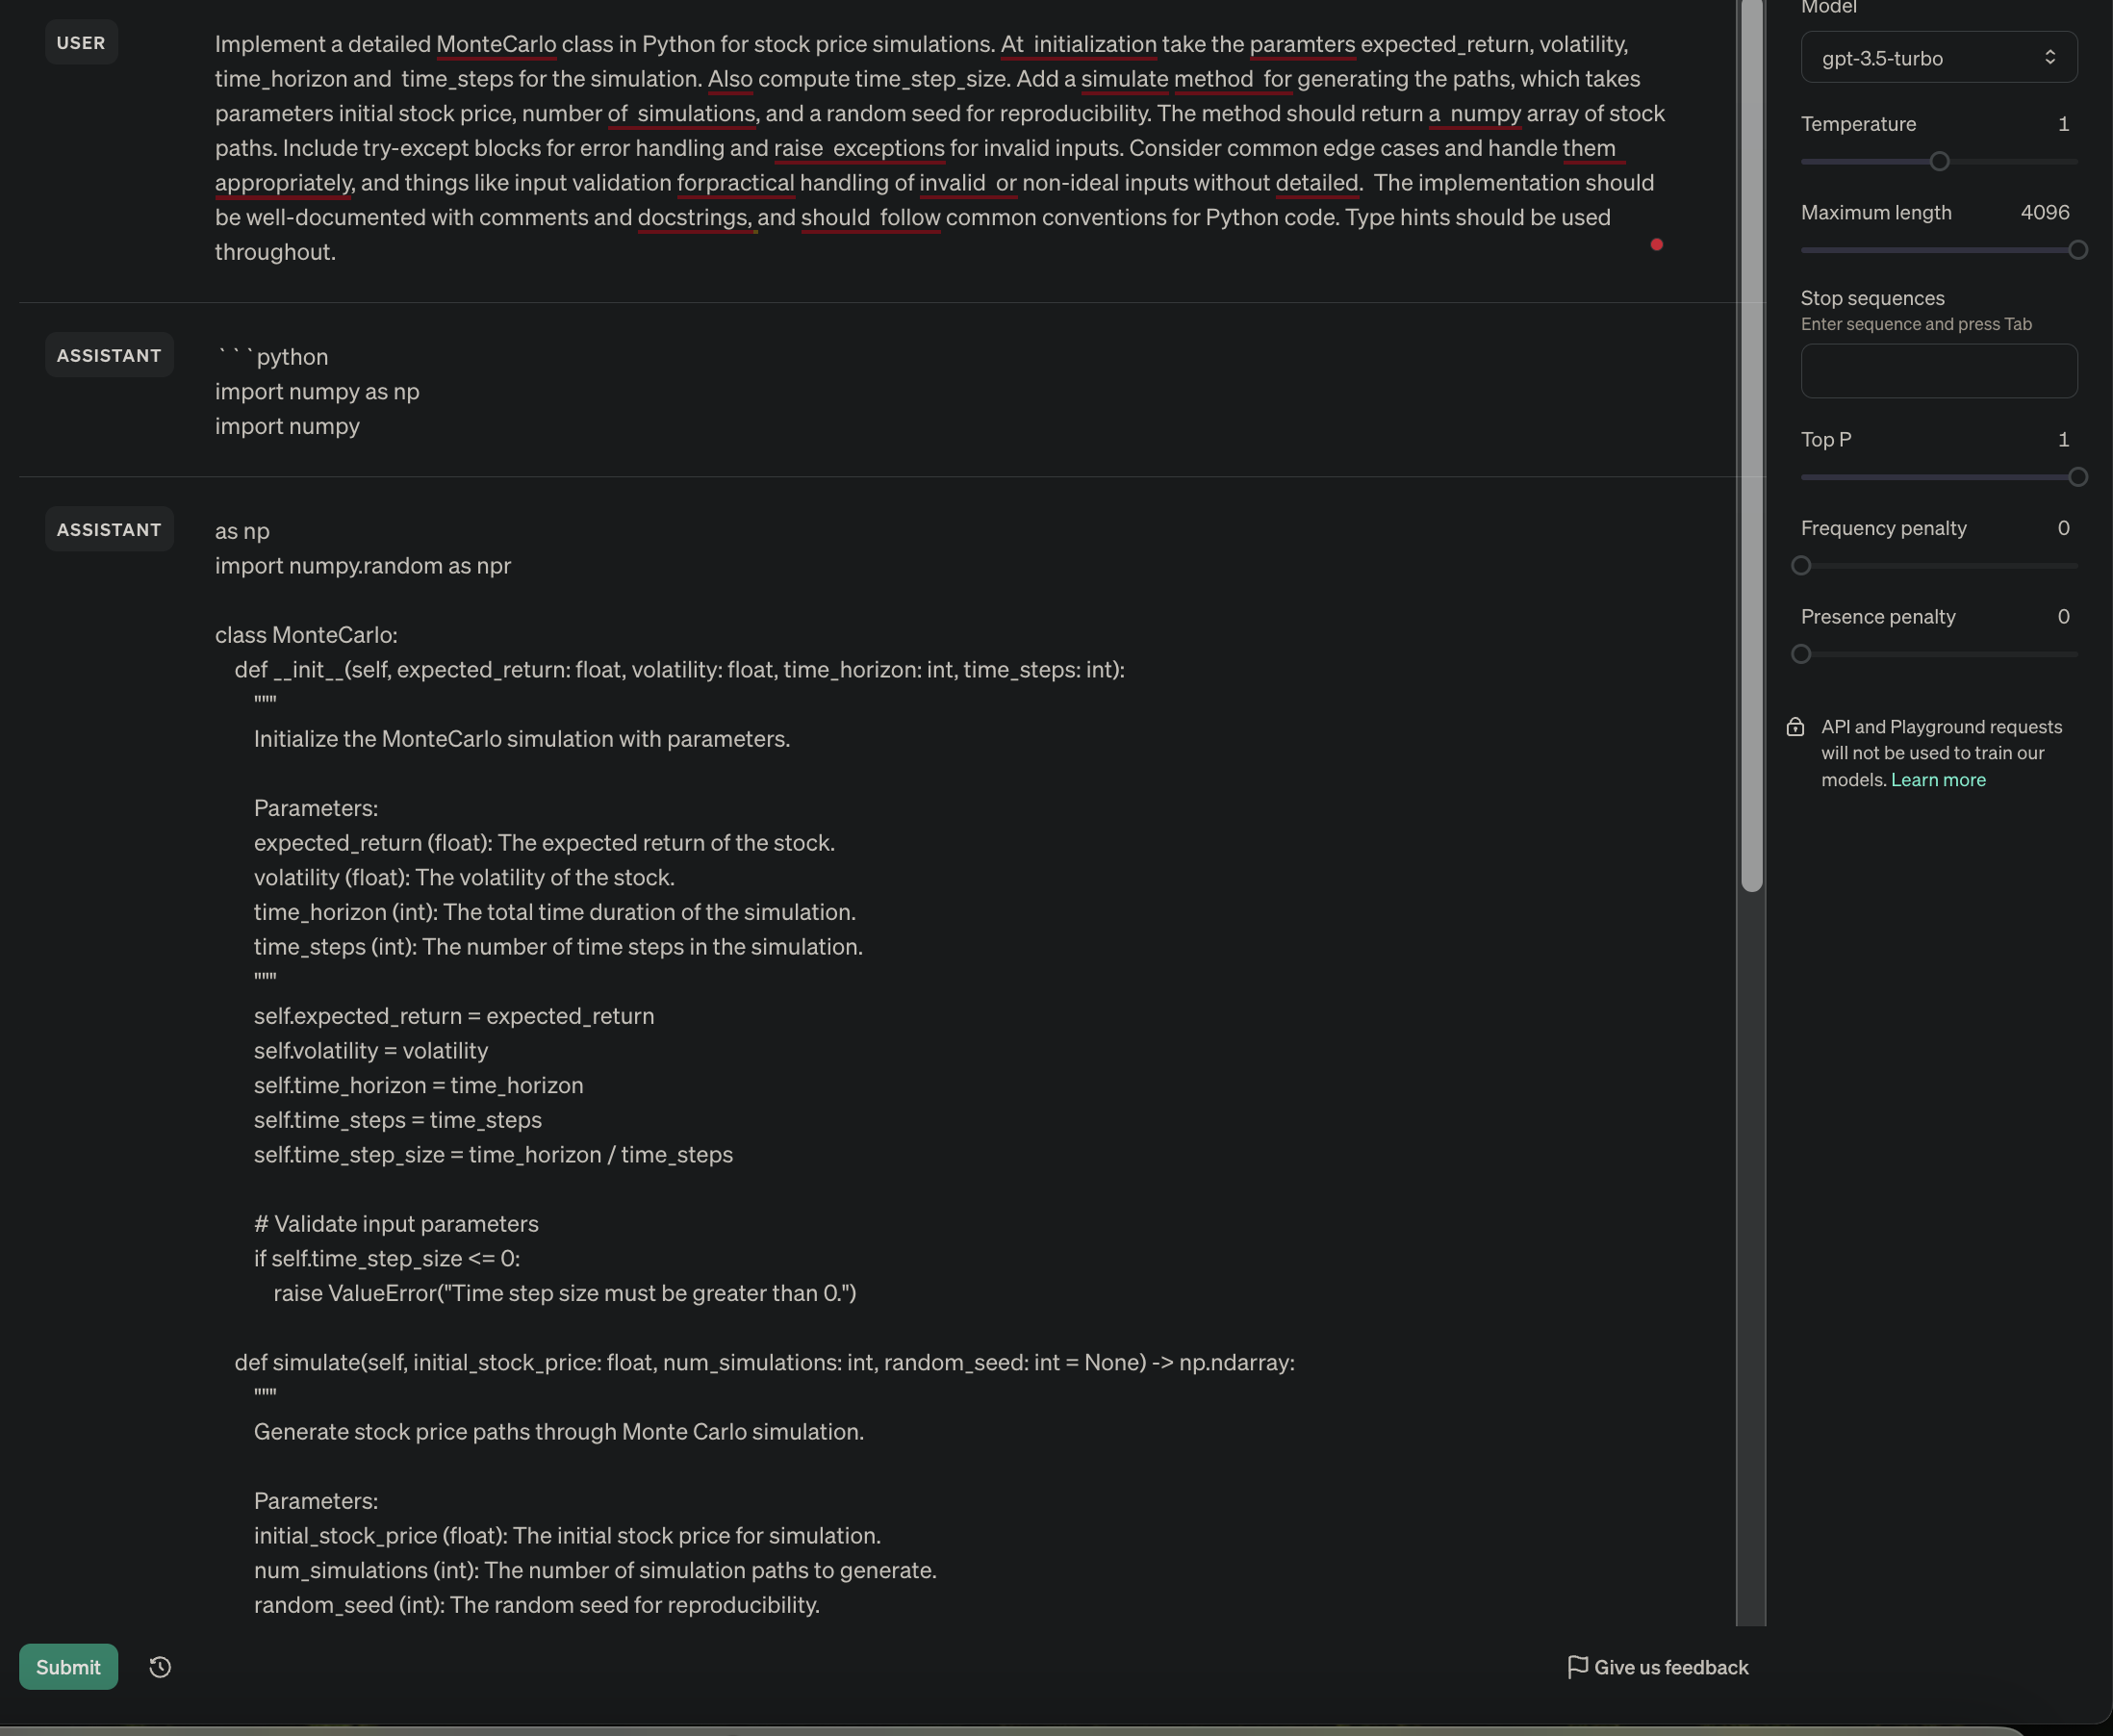 USER
Implement a detailed MonteCarlo class in Python for stock price simulations. At  initialization take the paramters expected_return, volatility,
time_horizon and  time_steps for the simulation. Also compute time_step_size. Add a simulate method  for generating the paths, which takes
parameters initial stock price, number of  simulations, and a random seed for reproducibility. The method should return a  numpy array of stock
paths. Include try-except blocks for error handling and raise  exceptions for invalid inputs. Consider common edge cases and handle them
appropriately, and things like input validation forpractical handling of invalid  or non-ideal inputs without detailed.  The implementation should
be well-documented with comments and docstrings, and should  follow common conventions for Python code. Type hints should be used
throughout.
ASSISTANT
```python
import numpy as np
import numpy
ASSISTANT
as np
import numpy.random as npr
class MonteCarlo:
def __init__(self, expected_return: float, volatility: float, time_horizon: int, time_steps: int):
"""
Initialize the MonteCarlo simulation with parameters.
Parameters:
expected_return (float): The expected return of the stock.
volatility (float): The volatility of the stock.
time_horizon (int): The total time duration of the simulation.
time_steps (int): The number of time steps in the simulation.
"""
self.expected_return = expected_return
self.volatility = volatility
self.time_horizon = time_horizon
self.time_steps = time_steps
self.time_step_size = time_horizon / time_steps
# Validate input parameters
if self.time_step_size <= 0:
raise ValueError("Time step size must be greater than 0.")
def simulate(self, initial_stock_price: float, num_simulations: int, random_seed: int = None) -> np.ndarray:
"""
Generate stock price paths through Monte Carlo simulation.
Parameters:
initial_stock_price (float): The initial stock price for simulation.
num_simulations (int): The number of simulation paths to generate.
random_seed (int): The random seed for reproducibility.
Submit
Give us feedback
Model
gpt-3.5-turbo
Temperature 1
Maximum length 4096
Stop sequences
Enter sequence and press Tab
Top P 1
Frequency penalty 0
Presence penalty 0
API and Playground requests
will not be used to train our
models. Learn more